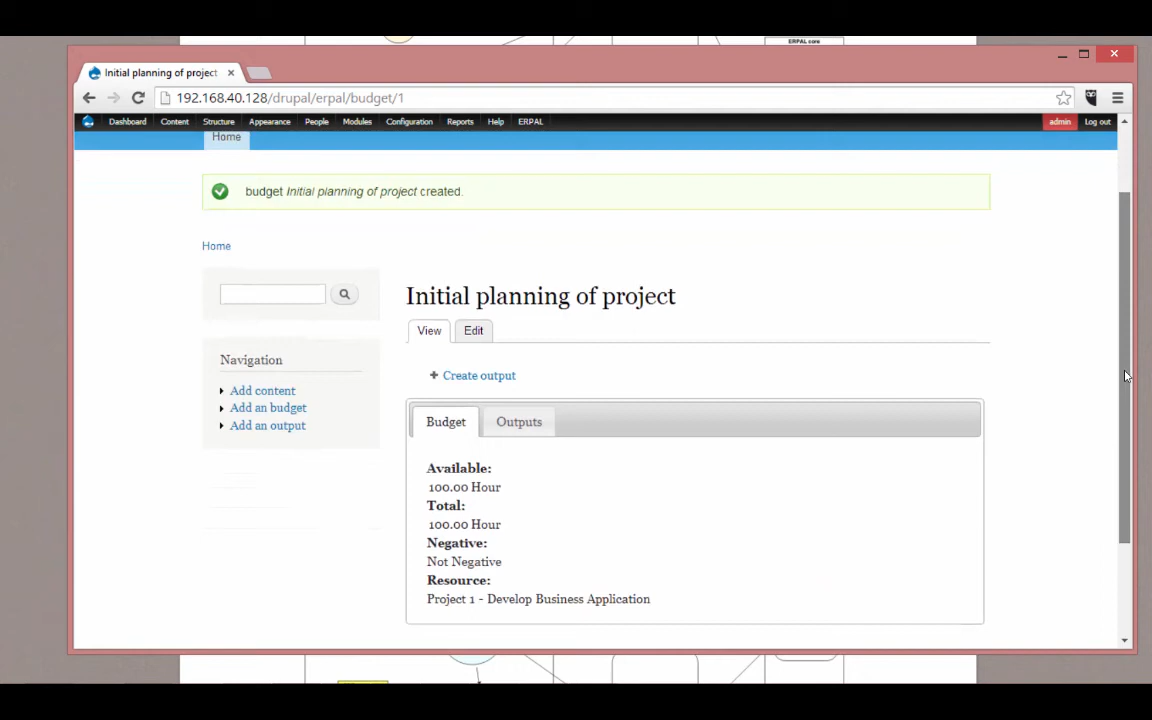 ERPAL core
Initial planning of project
192.168.40.128/drupal/erpal/budget/1
Dashboard Content Structure Appearance People Modules Configuration Reports Help ERPAL admin Log out
Home
budget Initial planning of project created.
Home
Initial planning of project
View Edit
Navigation
Create output
Add content
Add an budget
Budget Outputs
Add an output
Available:
100.00 Hour
Total:
100.00 Hour
Negative:
Not Negative
Resource:
Project 1 - Develop Business Application